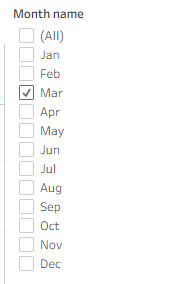 Month name
(All)
Jan
Feb
Mar
Apr
May
Jun
Jul
Aug
Sep
Oct
Nov
Dec